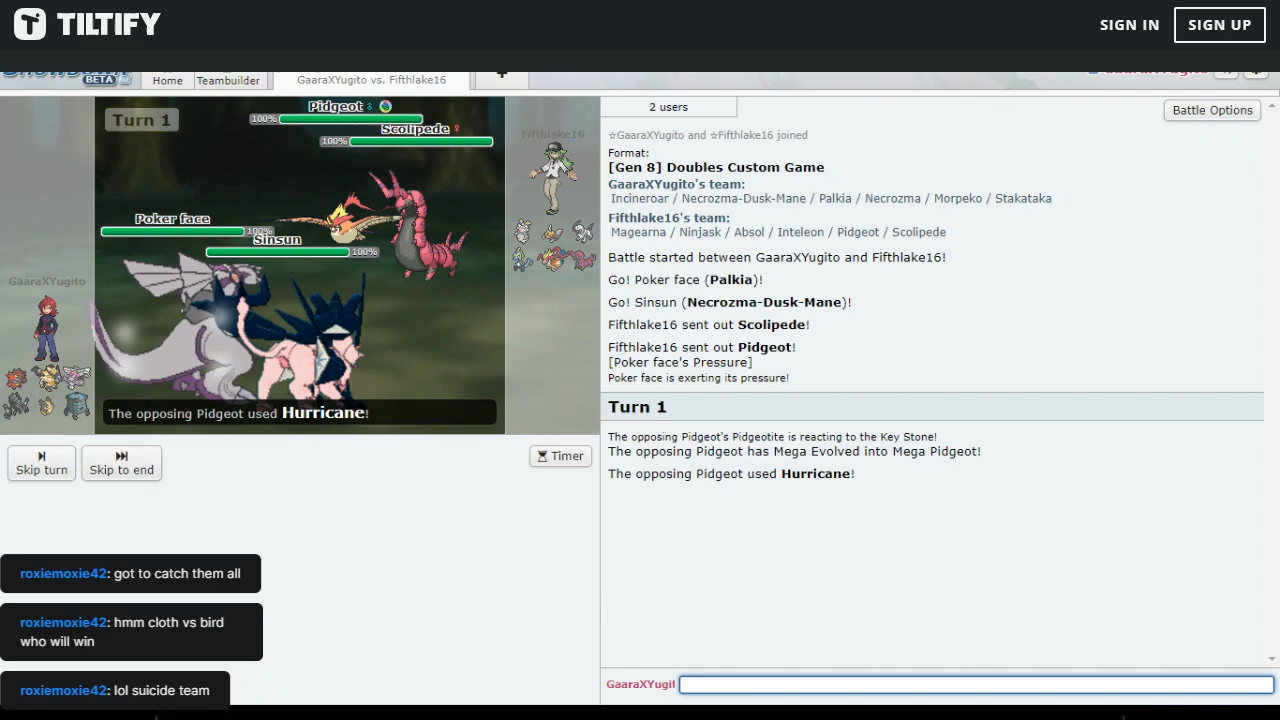 TILTIFY
SIGN IN
SIGN UP
BETA
Home
Teambuilder
GaaraXYugito vs. Fifthlake16
+
Turn 1
Pidgeot ♂
100%
Scolipede ♀
100%
Poker face
100%
Sinsun
100%
GaaraXYugito
Fifthlake16
The opposing Pidgeot used Hurricane!
Skip turn
Skip to end
Timer
2 users
Battle Options
☆GaaraXYugito and ☆Fifthlake16 joined
Format:
[Gen 8] Doubles Custom Game
GaaraXYugito's team:
Incineroar / Necrozma-Dusk-Mane / Palkia / Necrozma / Morpeko / Stakataka
Fifthlake16's team:
Magearna / Ninjask / Absol / Inteleon / Pidgeot / Scolipede
Battle started between GaaraXYugito and Fifthlake16!
Go! Poker face (Palkia)!
Go! Sinsun (Necrozma-Dusk-Mane)!
Fifthlake16 sent out Scolipede!
Fifthlake16 sent out Pidgeot!
[Poker face's Pressure]
Poker face is exerting its pressure!
Turn 1
The opposing Pidgeot's Pidgeotite is reacting to the Key Stone!
The opposing Pidgeot has Mega Evolved into Mega Pidgeot!
The opposing Pidgeot used Hurricane!
GaaraXYugit
roxiemoxie42: got to catch them all
roxiemoxie42: hmm cloth vs bird
who will win
roxiemoxie42: lol suicide team